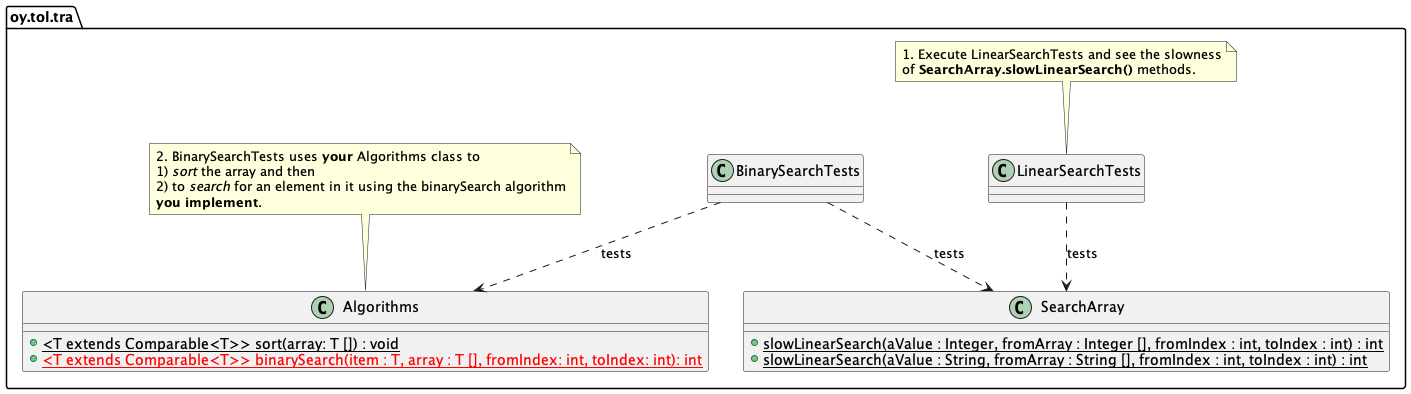 oy.tol.tra
1. Execute LinearSearchTests and see the slowness
of SearchArray.slowLinearSearch() methods.
2. BinarySearchTests uses your Algorithms class to
1) sort the array and then
2) to search for an element in it using the binarySearch algorithm
you implement.
C BinarySearchTests
C LinearSearchTests
tests
tests
tests
C Algorithms
<T extends Comparable<T>> sort(array: T []) : void
<T extends Comparable<T>> binarySearch(item : T, array : T [], fromIndex: int, toIndex: int): int
C SearchArray
slowLinearSearch(aValue : Integer, fromArray : Integer [], fromIndex : int, toIndex : int) : int
slowLinearSearch(aValue : String, fromArray : String [], fromIndex : int, toIndex : int) : int